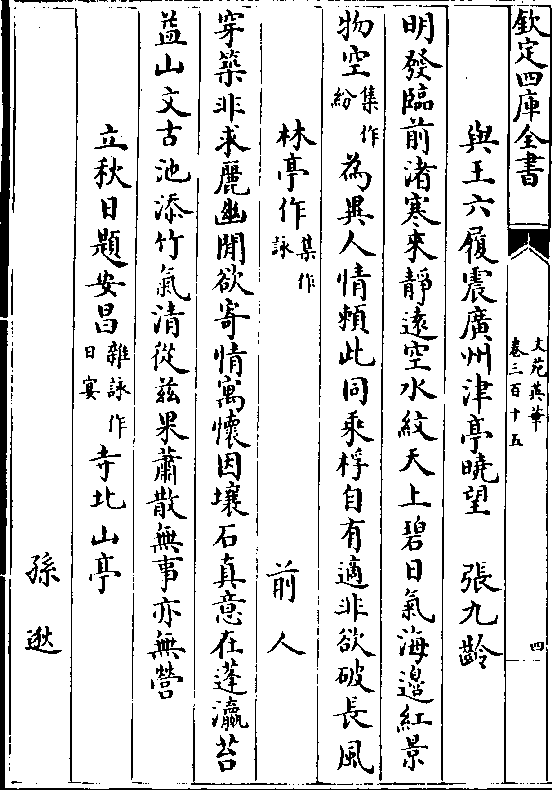 欽定四庫全書
文苑英華
卷三百十五
四
與王六履震廣州津亭曉望 張九齡
明發臨前渚寒來靜遠空水紋天上碧日氣海邊紅景
物空集作紛為異人情頼此同乘桴自有適非欲破長風
林亭作集作詠 前人
穿築非求麗幽閒欲寄情寓懐因壤石真意在蓬瀛苔
益山文古池添竹氣清從兹果蕭散無事亦無營
立秋日題安昌雜詠作日宴寺北山亭
孫逖